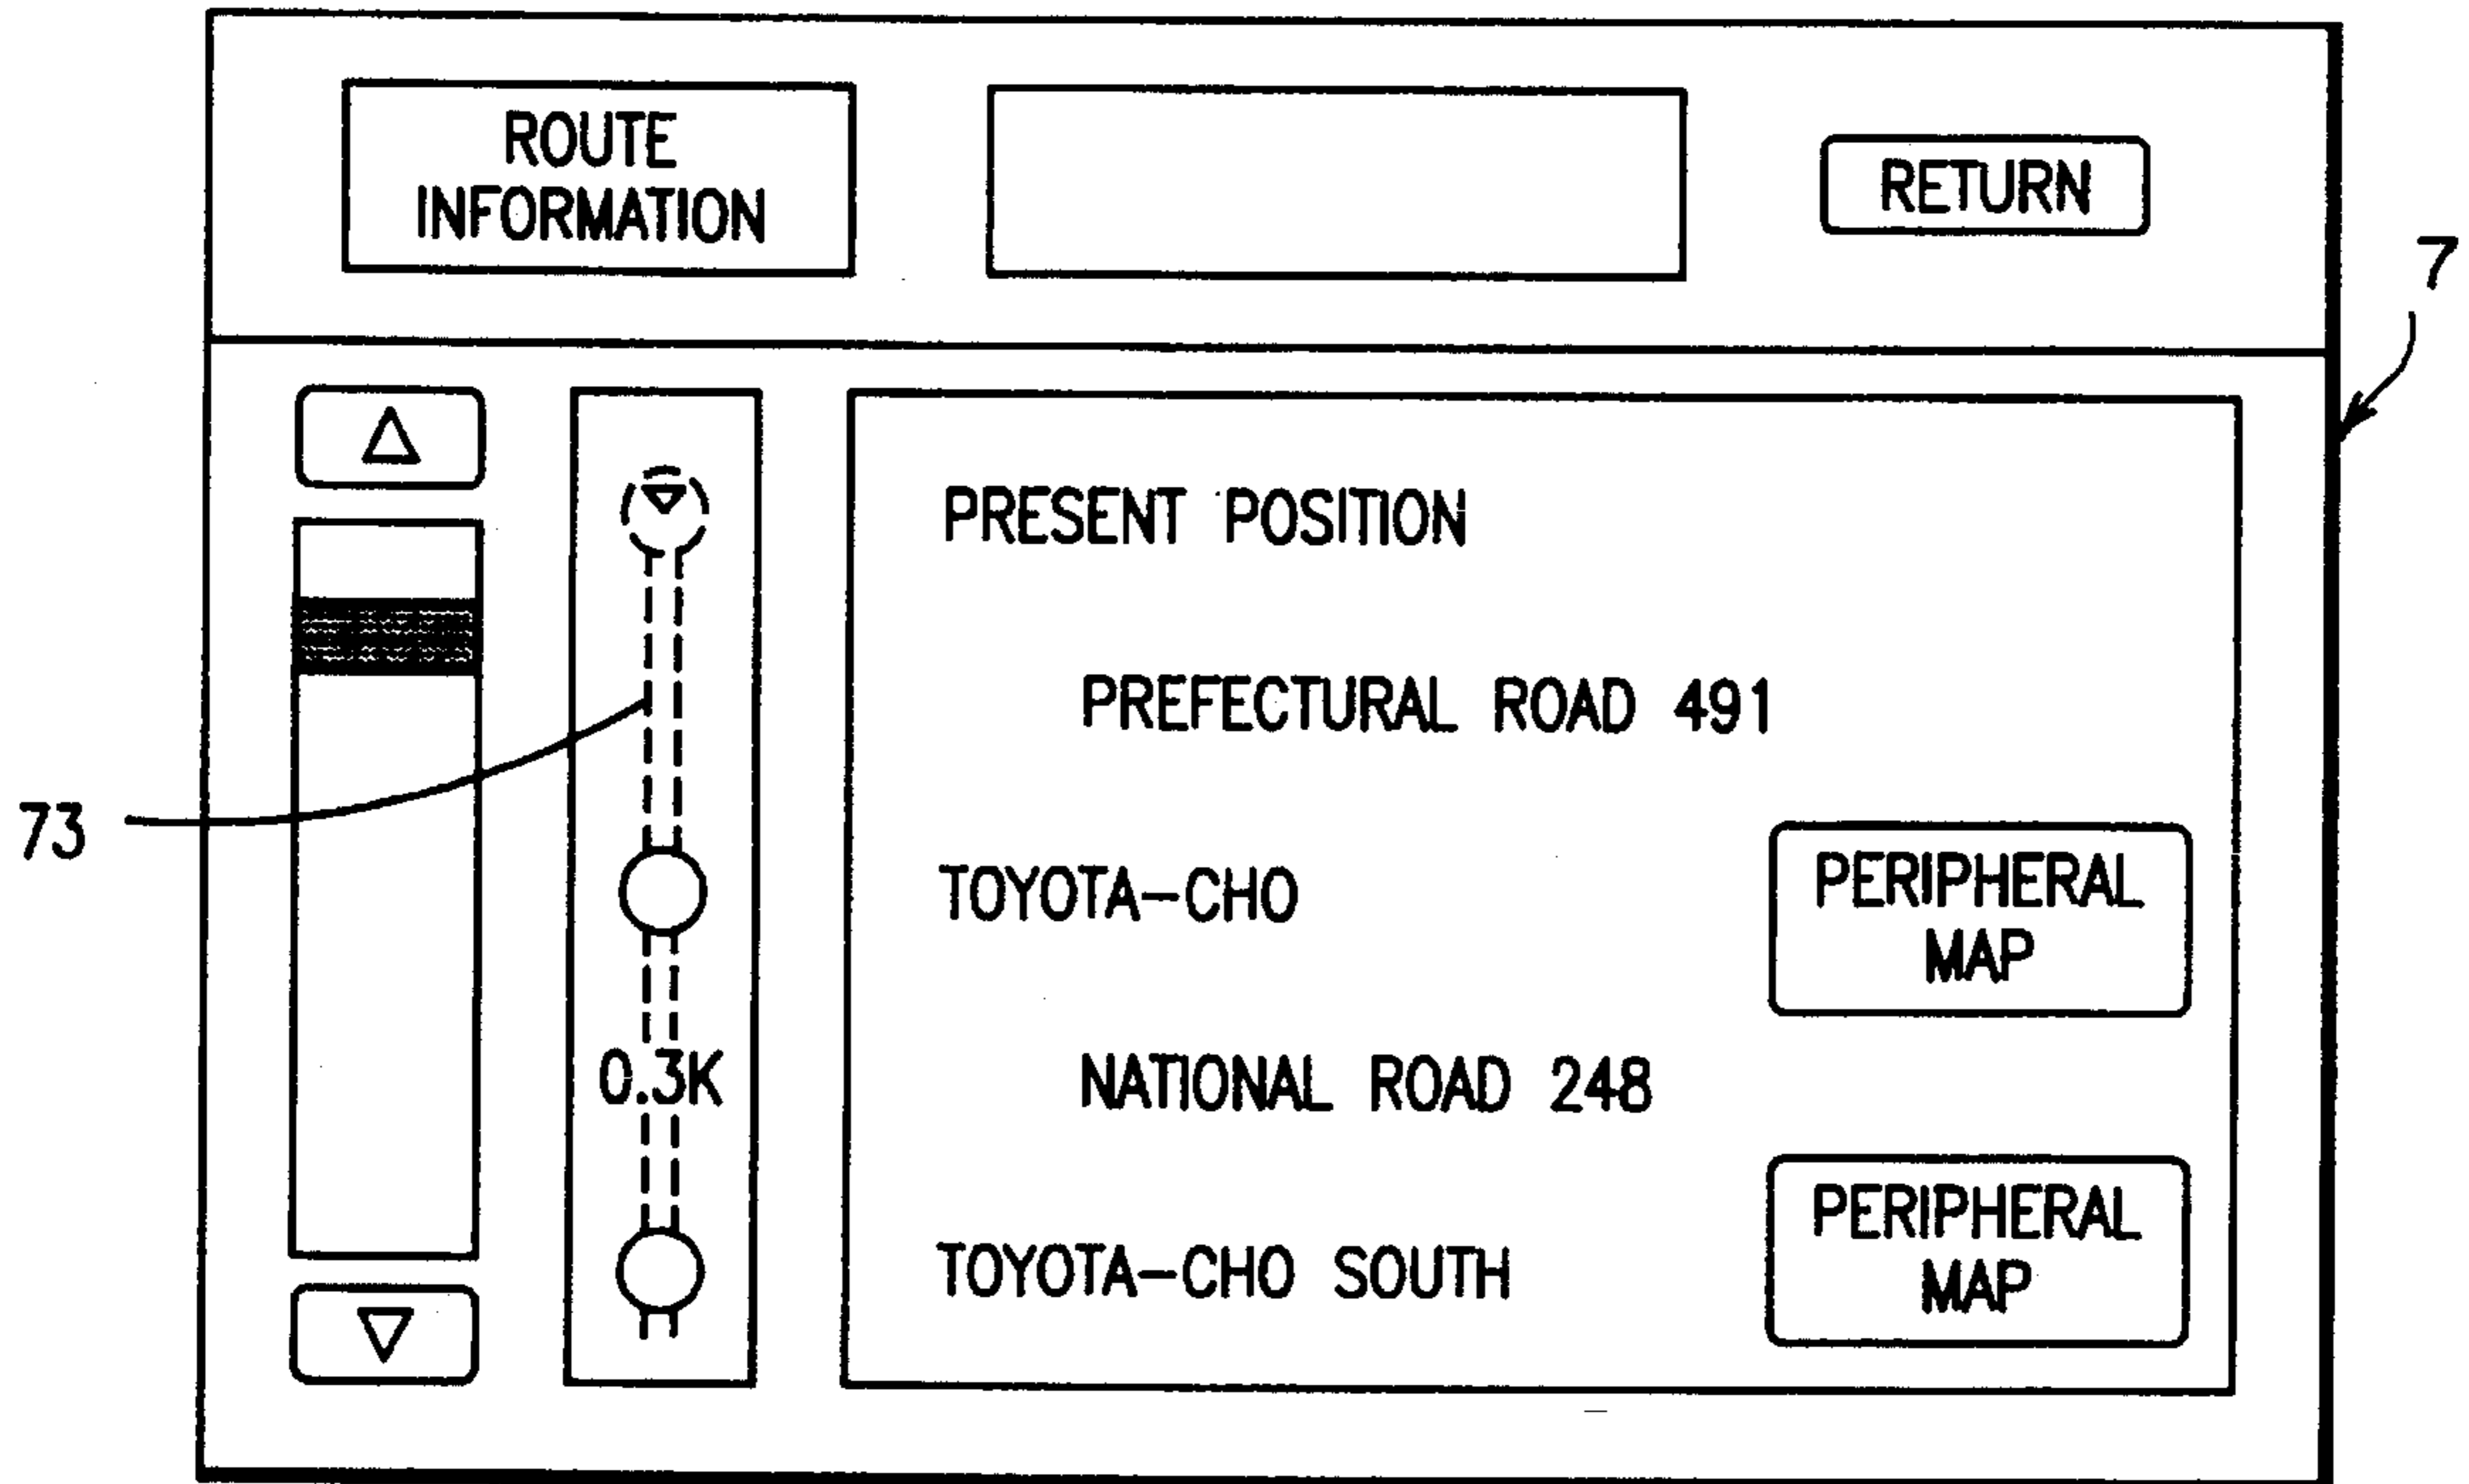 ROUTE
INFORMATION
RETURN
7
PRESENT POSITION
PREFECTURAL ROAD 491
73
TOYOTA-CHO
PERIPHERAL
MAP
0.3K
NATIONAL ROAD 248
TOYOTA-CHO SOUTH
PERIPHERAL
MAP